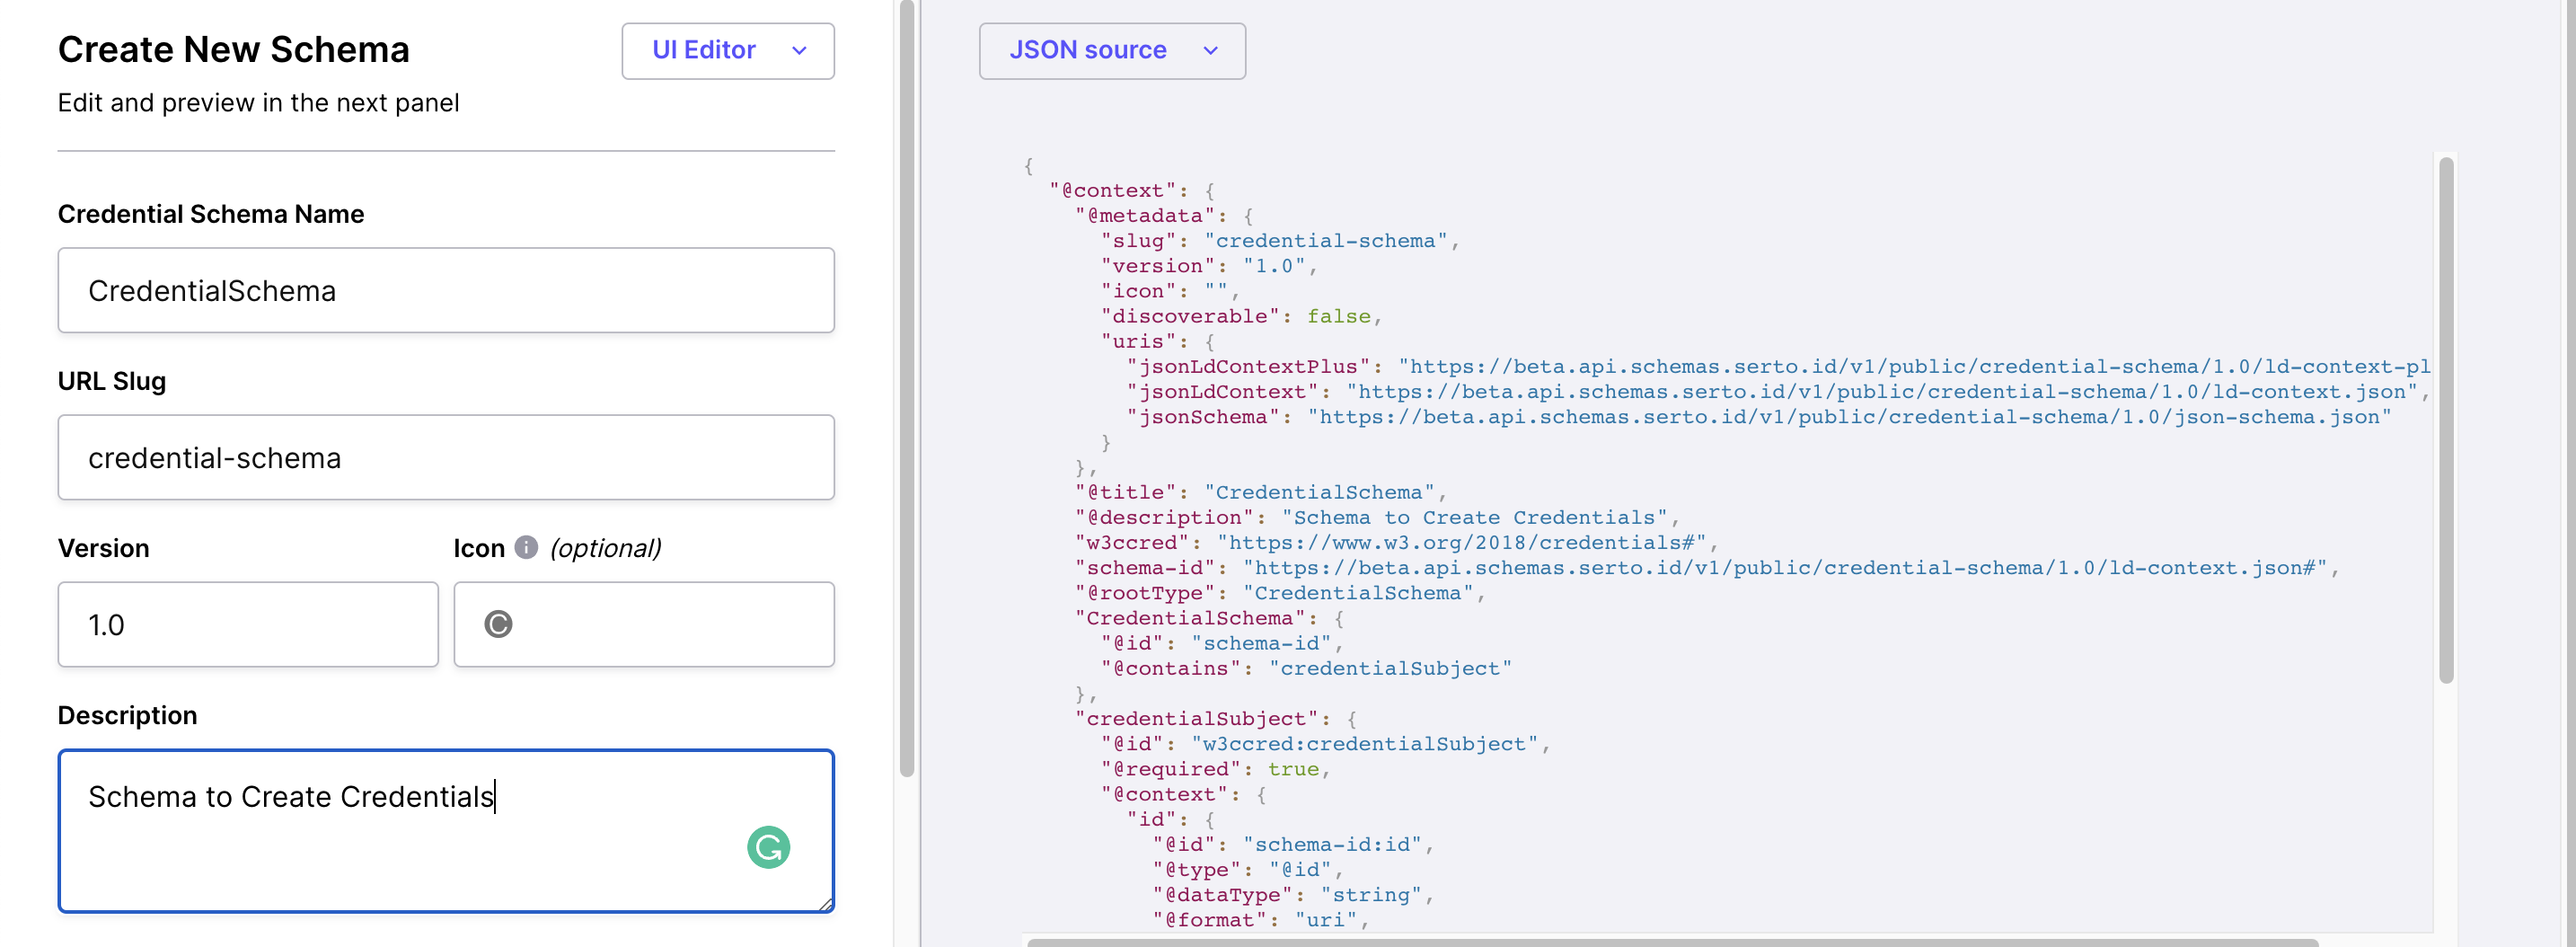 Create New Schema
UI Editor
Edit and preview in the next panel
Credential Schema Name
CredentialSchema
URL Slug
credential-schema
Version
Icon (optional)
1.0
Description
Schema to Create Credentials
JSON source
{
"@context": {
"@metadata": {
"slug": "credential-schema",
"version": "1.0",
"icon": "",
"discoverable": false,
"uris": {
"jsonLdContextPlus": "https://beta.api.schemas.serto.id/v1/public/credential-schema/1.0/ld-context-pl
"jsonLdContext": "https://beta.api.schemas.serto.id/v1/public/credential-schema/1.0/ld-context.json",
"jsonSchema": "https://beta.api.schemas.serto.id/v1/public/credential-schema/1.0/json-schema.json"
}
},
"@title": "CredentialSchema",
"@description": "Schema to Create Credentials",
"w3ccred": "https://www.w3.org/2018/credentials#",
"schema-id": "https://beta.api.schemas.serto.id/v1/public/credential-schema/1.0/ld-context.json#",
"@rootType": "CredentialSchema",
"CredentialSchema": {
"@id": "schema-id",
"@contains": "credentialSubject"
},
"credentialSubject": {
"@id": "w3ccred:credentialSubject",
"@required": true,
"@context": {
"id": {
"@id": "schema-id:id",
"@type": "@id",
"@dataType": "string",
"@format": "uri",